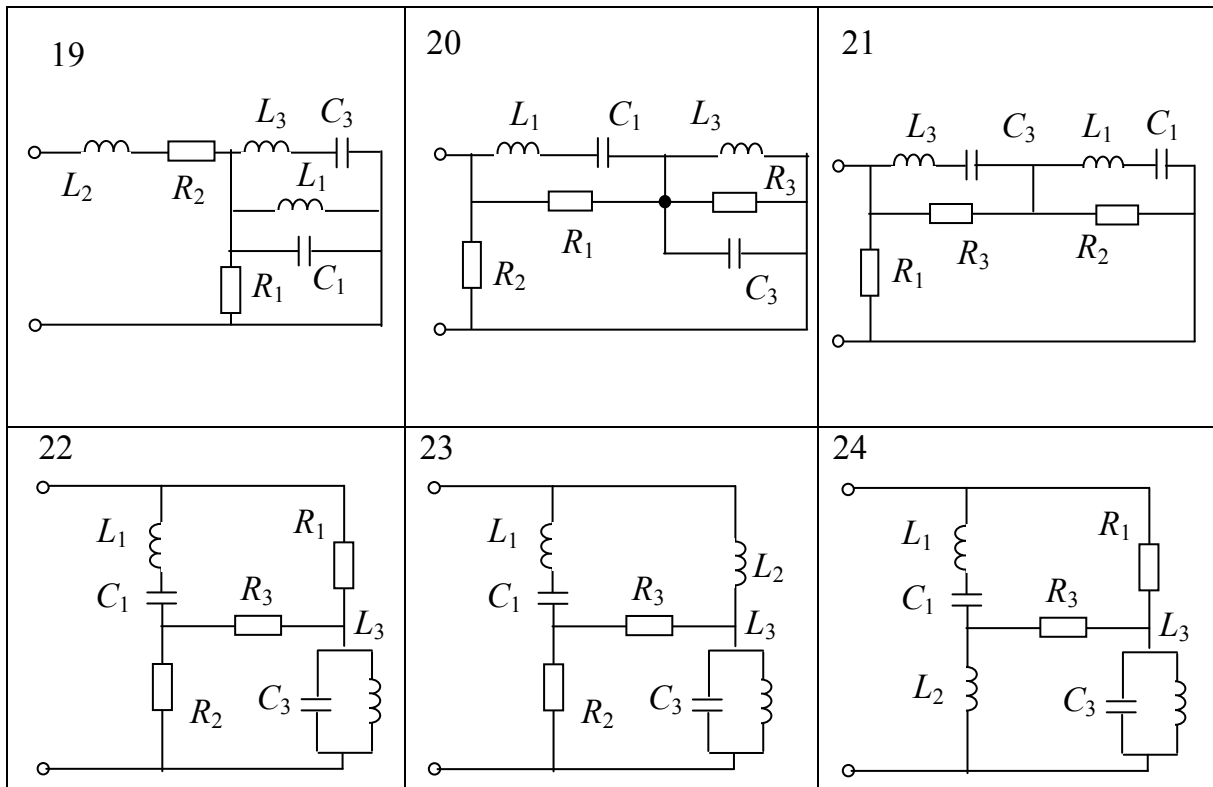 19
L3 C3
L2 R2 L1
R1 C1
20
L1 C1 L3
R3
R1
R2 C3
21
L3 C3 L1 C1
R3 R2
R1
22
L1 R1
C1 R3
L3
R2 C3
23
L1 L2
C1 R3
L3
R2 C3
24
L1 R1
C1 R3
L3
L2 C3